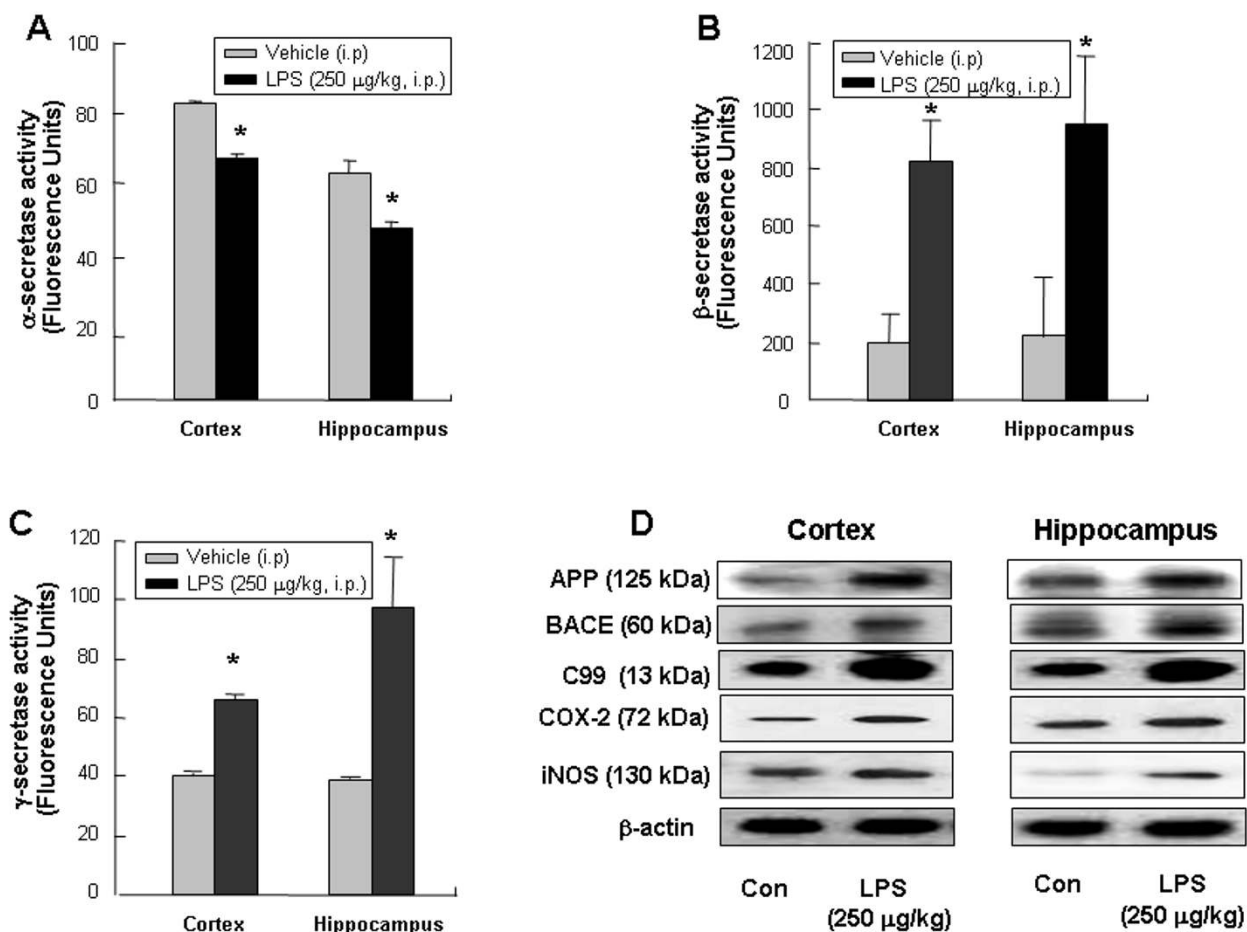 A
100
80
60
40
20
0
α-secretase activity
(Fluorescence Units)
Vehicle (i.p)
LPS (250 μg/kg, i.p.)
*
*
Cortex
Hippocampus
B
1200
1000
800
600
400
200
0
β-secretase activity
(Fluorescence Units)
Vehicle (i.p)
LPS (250 μg/kg, i.p.)
*
*
Cortex
Hippocampus
C
120
100
80
60
40
20
0
γ-secretase activity
(Fluorescence Units)
Vehicle (i.p)
LPS (250 μg/kg, i.p.)
*
*
Cortex
Hippocampus
D
Cortex
Hippocampus
APP (125 kDa)
BACE (60 kDa)
C99 (13 kDa)
COX-2 (72 kDa)
iNOS (130 kDa)
β-actin
Con
LPS
(250 μg/kg)
Con
LPS
(250 μg/kg)